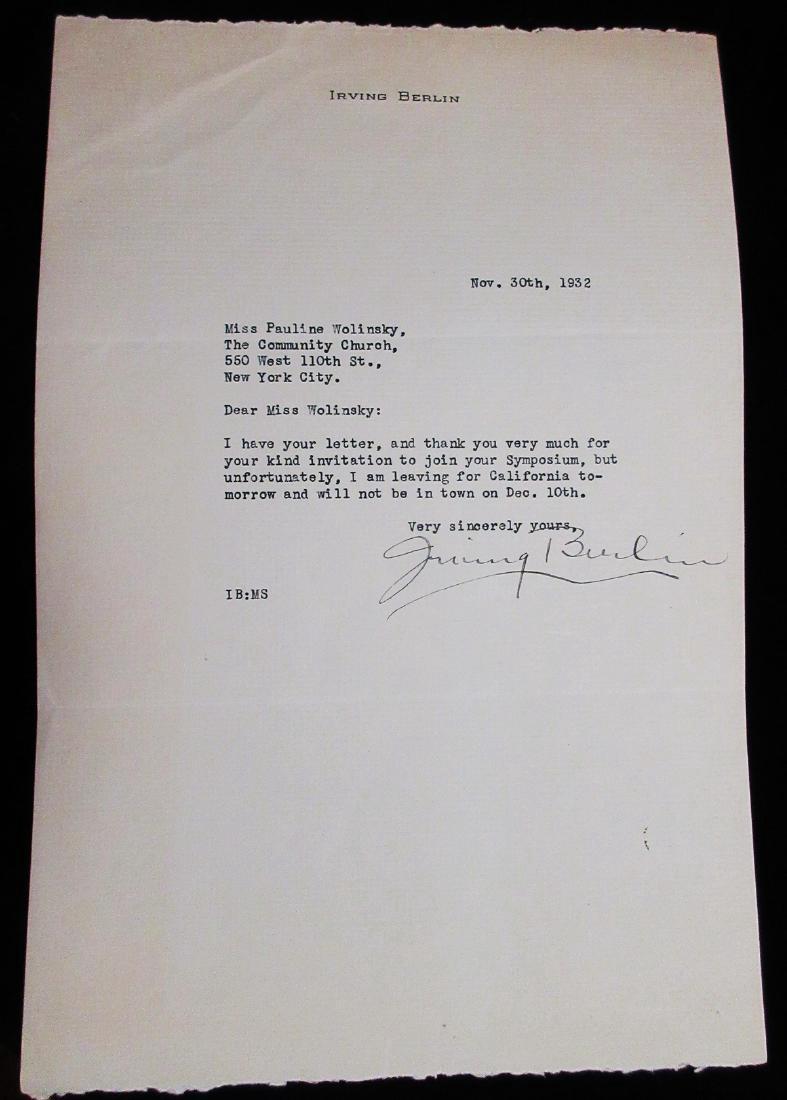 IRVING BERLIN
Nov. 30th, 1932
Miss Pauline Wolinsky,
The Community Church,
550 West 110th St.,
New York City.
Dear Miss Wolinsky:
I have your letter, and thank you very much for
your kind invitation to join your Symposium, but
unfortunately, I am leaving for California to-
morrow and will not be in town on Dec. 10th.
Very sincerely yours,
Irving Berlin
IB:MS